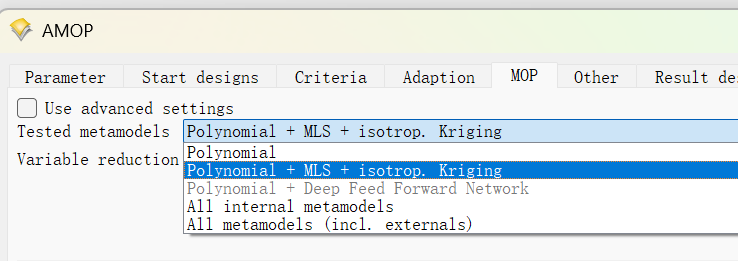 AMOP
Parameter Start designs Criteria Adaption MOP Other Result de
Use advanced settings
Tested metamodels Polynomial + MLS + isotrop. Kriging
Variable reduction Polynomial
Polynomial + MLS + isotrop. Kriging
Polynomial + Deep Feed Forward Network
All internal metamodels
All metamodels (incl. externals)